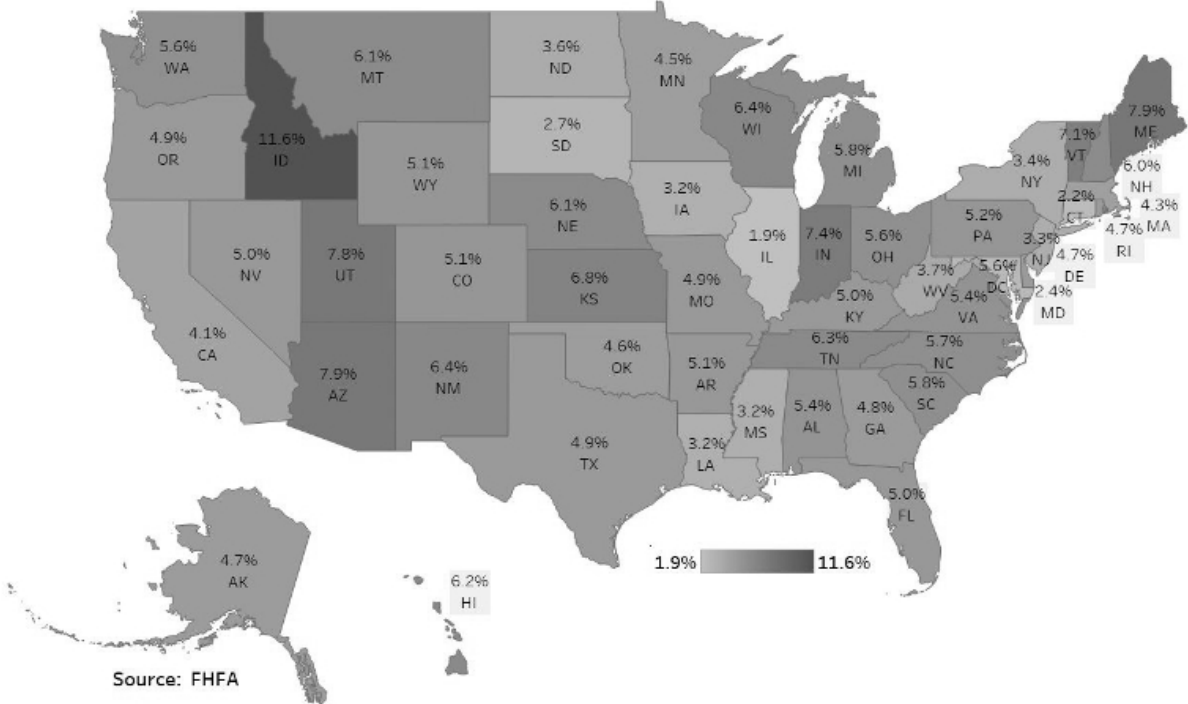 5.6%
WA
6.1%
MT
3.6%
ND
4.5%
MN
4.9%
OR
11.6%
ID
5.1%
WY
2.7%
SD
6.4%
WI
5.8%
MI
7.1%
VT
7.9%
ME
6.0%
NH
3.4%
NY
2.2%
CT
4.3%
MA
4.7%
RI
5.0%
NV
7.8%
UT
5.1%
CO
6.1%
NE
3.2%
IA
1.9%
IL
7.4%
IN
5.6%
OH
5.2%
PA
3.3%
NJ
4.7%
DE
5.6%
DC
2.4%
MD
3.7%
WV
5.4%
VA
6.8%
KS
4.9%
MO
5.0%
KY
4.1%
CA
7.9%
AZ
6.4%
NM
4.6%
OK
5.1%
AR
6.3%
TN
5.7%
NC
5.8%
SC
4.9%
TX
3.2%
LA
3.2%
MS
5.4%
AL
4.8%
GA
5.0%
FL
4.7%
AK
6.2%
HI
1.9% 11.6%
Source: FHFA